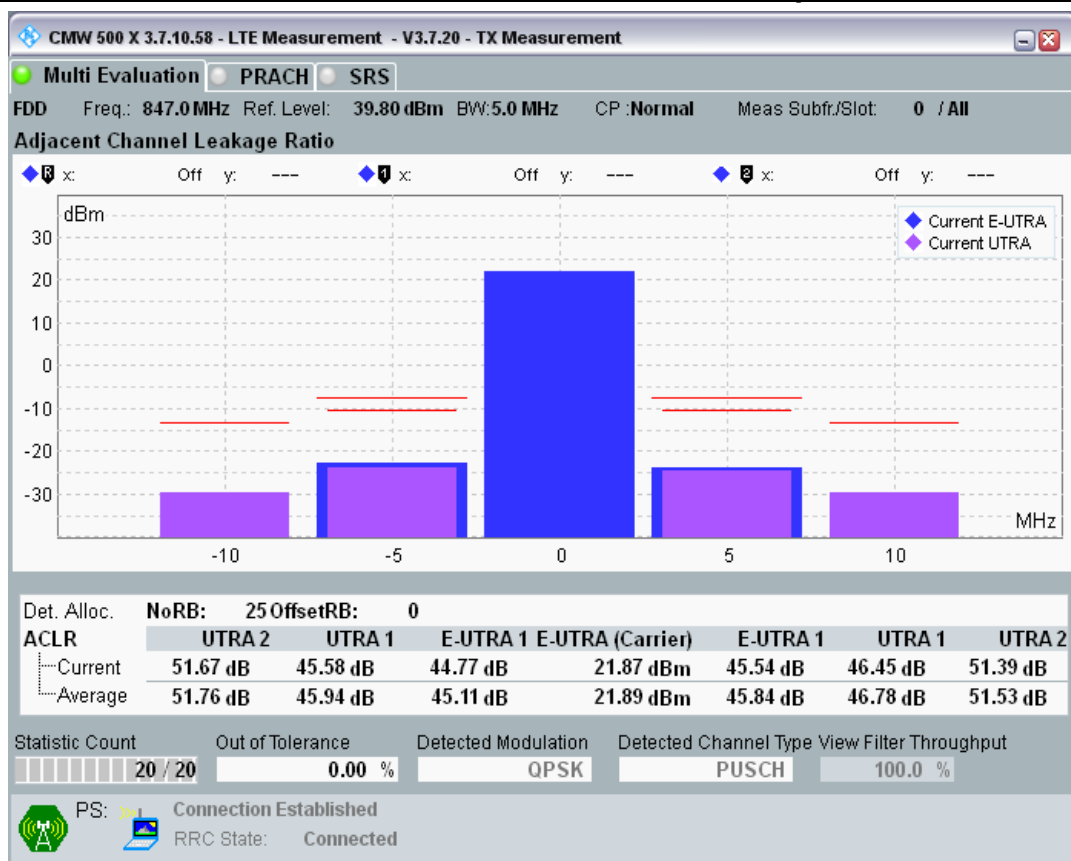 CMW 500 X 3.7.10.58 - LTE Measurement - V3.7.20 - TX Measurement
Multi Evaluation PRACH SRS
FDD Freq.: 847.0 MHz Ref. Level: 39.80 dBm BW:5.0 MHz CP :Normal Meas Subfr./Slot: 0 / All
Adjacent Channel Leakage Ratio
R x: Off y: --- 1 x: Off y: --- 2 x: Off y: ---
dBm
Current E-UTRA
Current UTRA
30
20
10
0
-10
-20
-30
MHz
-10 -5 0 5 10
Det. Alloc. NoRB: 25 OffsetRB: 0
ACLR UTRA 2 UTRA 1 E-UTRA 1 E-UTRA (Carrier) E-UTRA 1 UTRA 1 UTRA 2
Current 51.67 dB 45.58 dB 44.77 dB 21.87 dBm 45.54 dB 46.45 dB 51.39 dB
Average 51.76 dB 45.94 dB 45.11 dB 21.89 dBm 45.84 dB 46.78 dB 51.53 dB
Statistic Count Out of Tolerance Detected Modulation Detected Channel Type View Filter Throughput
20 / 20 0.00 % QPSK PUSCH 100.0 %
PS: Connection Established
RRC State: Connected